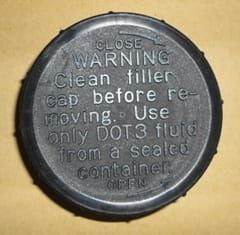 CLOSE
WARNING
Clean filler
cap before re-
moving. Use
only DOT3 fluid
from a sealed
container.
OPEN